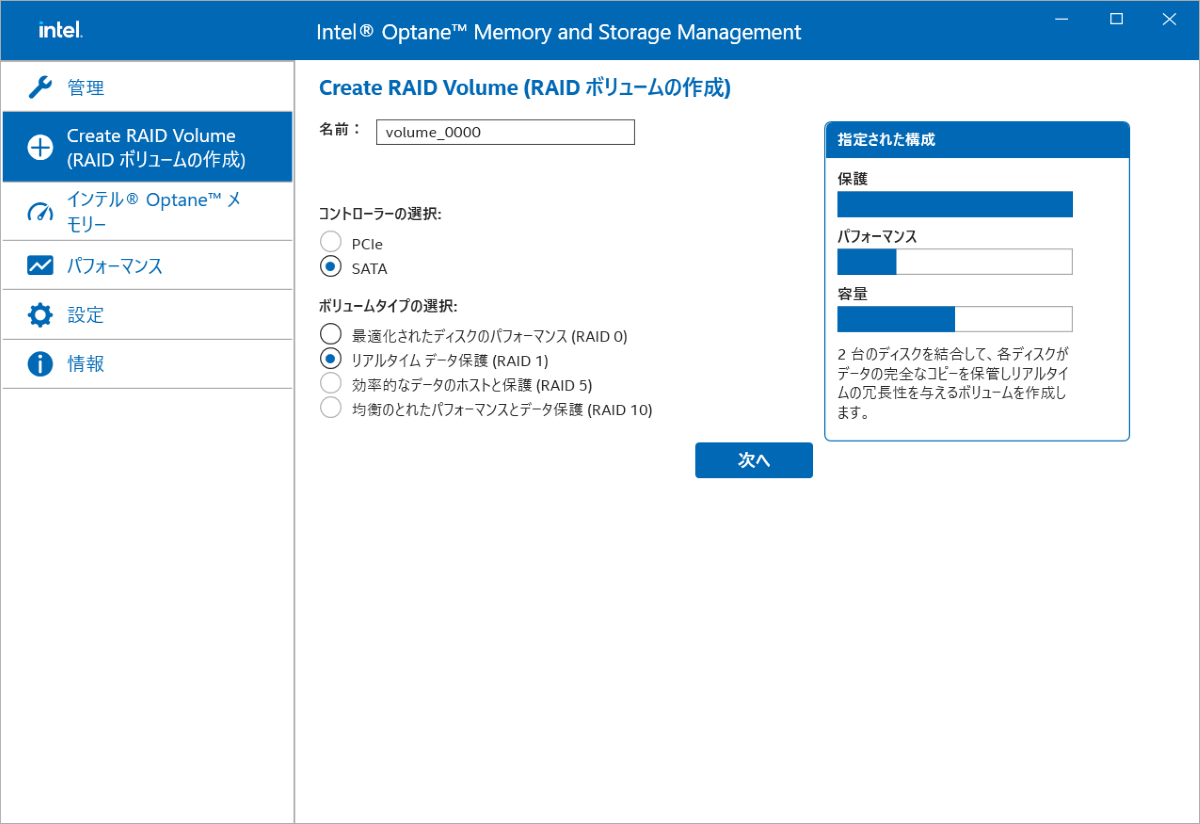 intel.
Intel® Optane™ Memory and Storage Management
管理
Create RAID Volume
(RAID ボリュームの作成)
インテル® Optane™ メ
モリー
パフォーマンス
設定
情報
Create RAID Volume (RAID ボリュームの作成)
名前：
volume_0000
コントローラーの選択:
PCIe
SATA
ボリュームタイプの選択:
最適化されたディスクのパフォーマンス (RAID 0)
リアルタイム データ保護 (RAID 1)
効率的なデータのホストと保護 (RAID 5)
均衡のとれたパフォーマンスとデータ保護 (RAID 10)
次へ
指定された構成
保護
パフォーマンス
容量
2 台のディスクを結合して、各ディスクが
データの完全なコピーを保管しリアルタイ
ムの冗長性を与えるボリュームを作成し
ます。